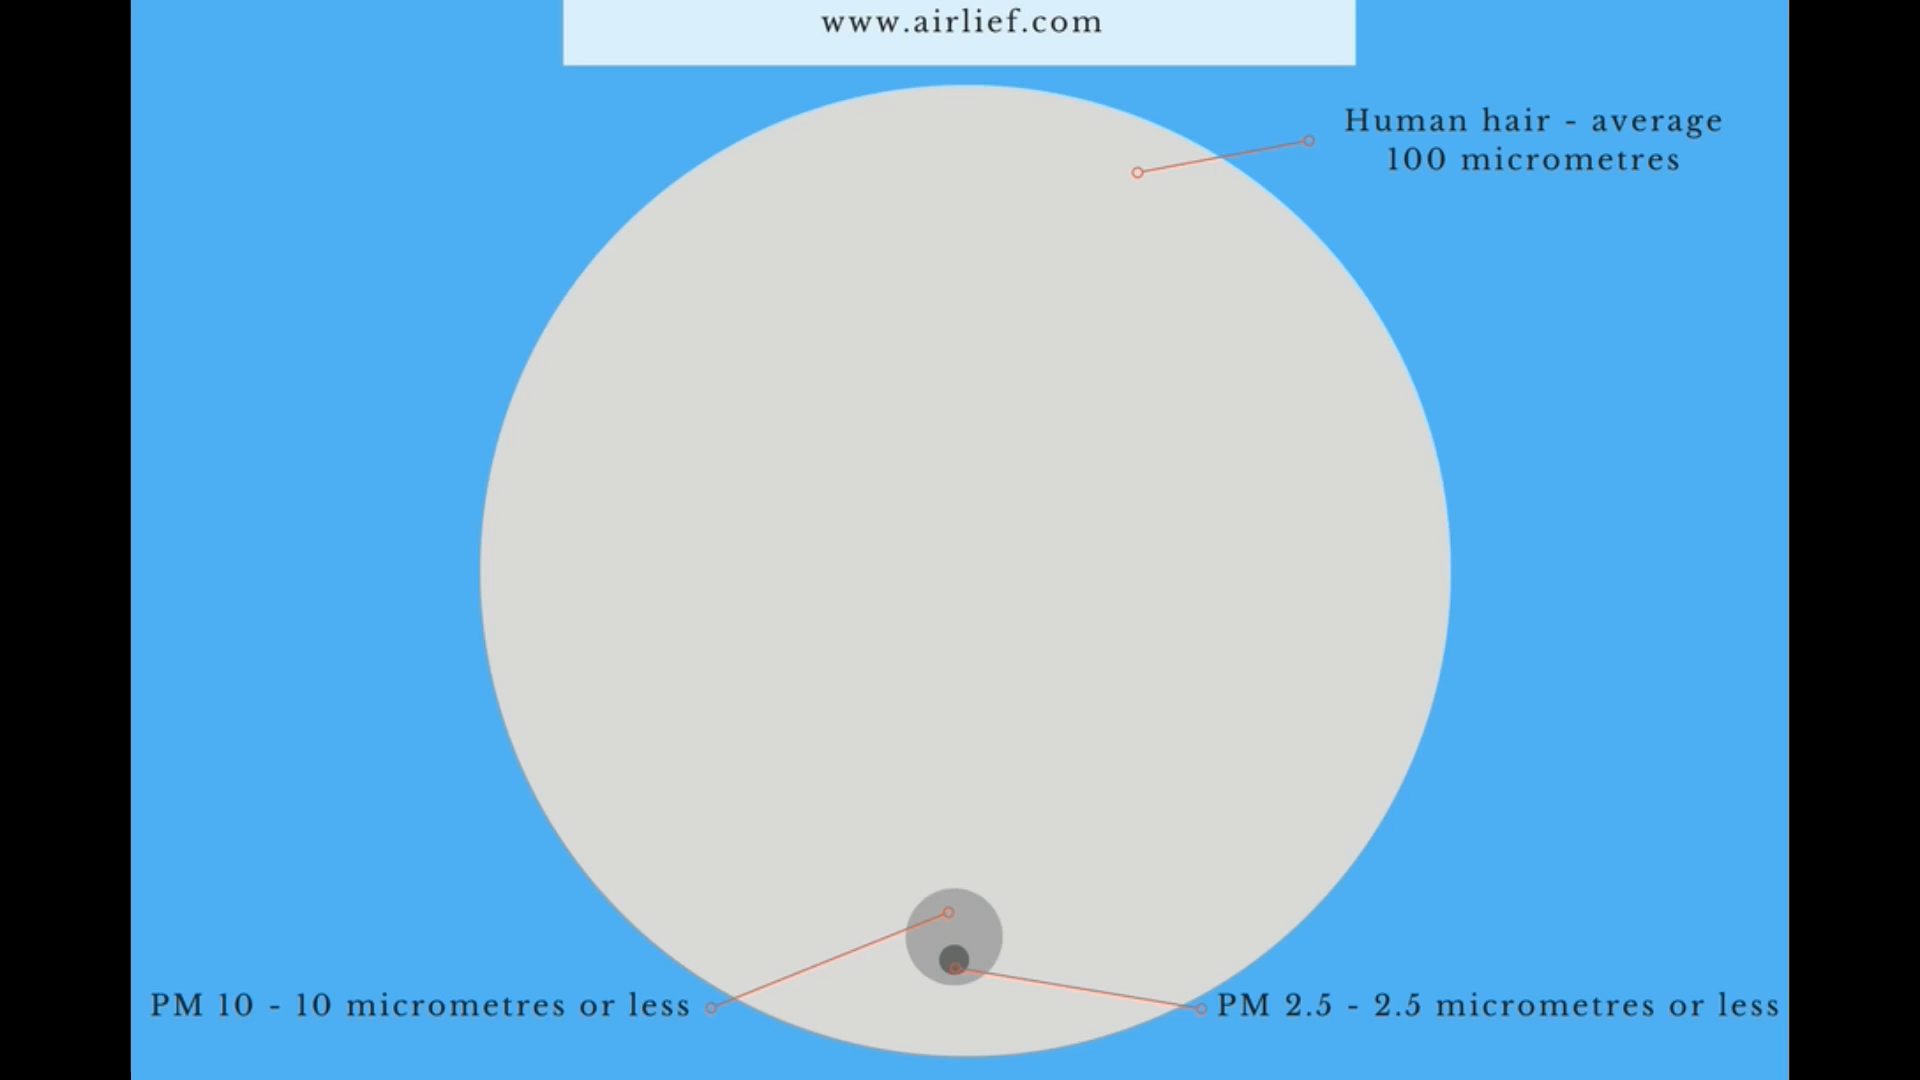 www.airlief.com
Human hair - average
100 micrometres
PM 10 - 10 micrometres or less
PM 2.5 - 2.5 micrometres or less